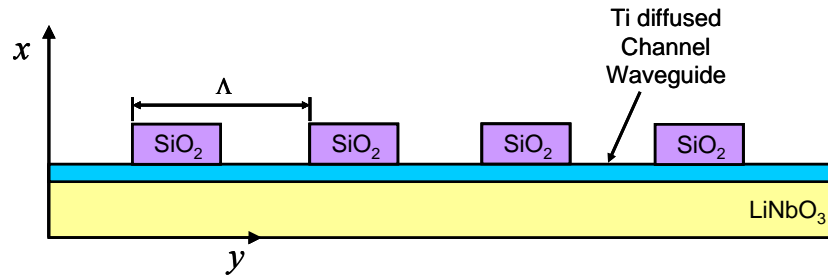 Ti diffused
Channel
Waveguide
x
Λ
SiO₂ SiO₂ SiO₂ SiO₂
LiNbO₃
y